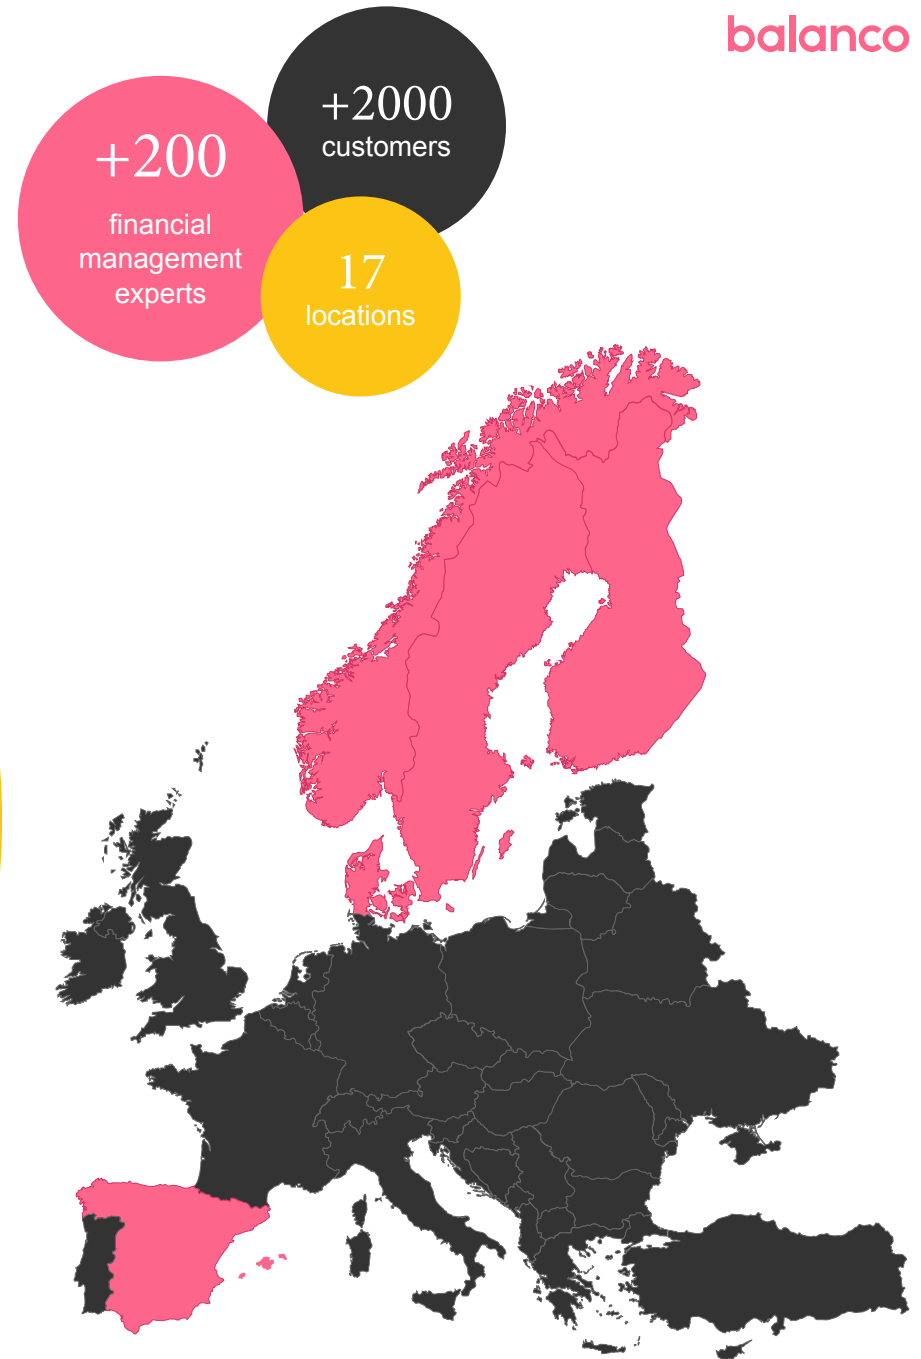 balanco
+2000
customers
+200
financial
management
experts
17
locations